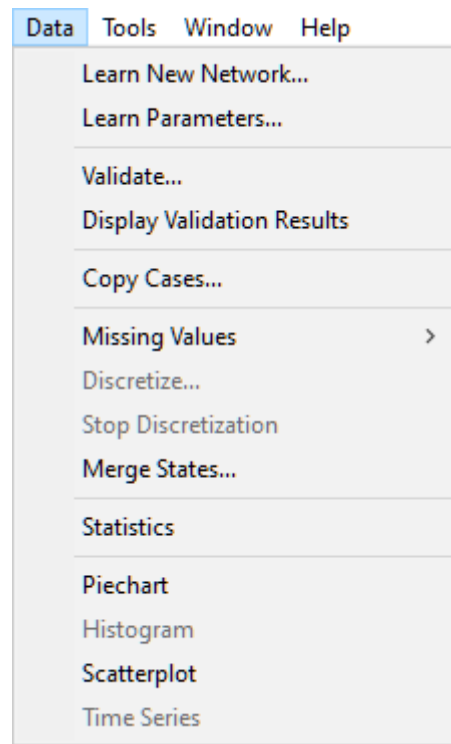 Data Tools Window Help
Learn New Network...
Learn Parameters...
Validate...
Display Validation Results
Copy Cases...
Missing Values
Discretize...
Stop Discretization
Merge States...
Statistics
Piechart
Histogram
Scatterplot
Time Series